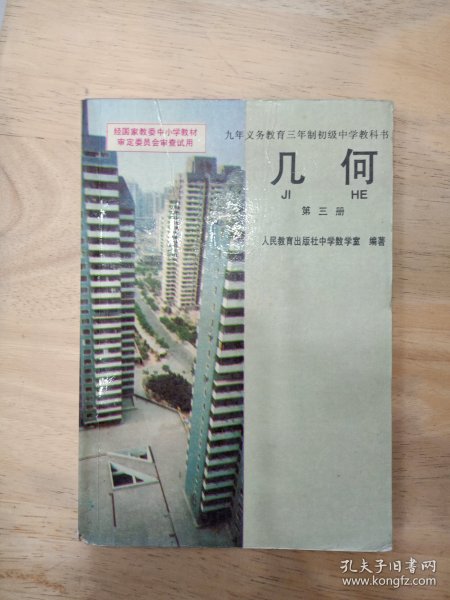 经国家教委中小学教材
审定委员会审查试用
九年义务教育三年制初级中学教科书
几何
JI HE
第三册
人民教育出版社中学数学室 编著
孔夫子旧书网
www.kongfz.com